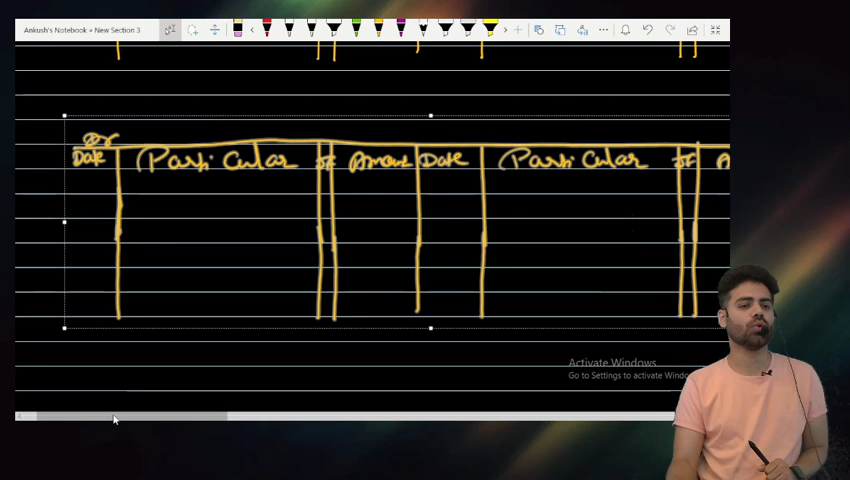 Ankush's Notebook » New Section 3
Dr
Date Particular JF Amount Date Particular JF A
Activate Windows
Go to Settings to activate Windo